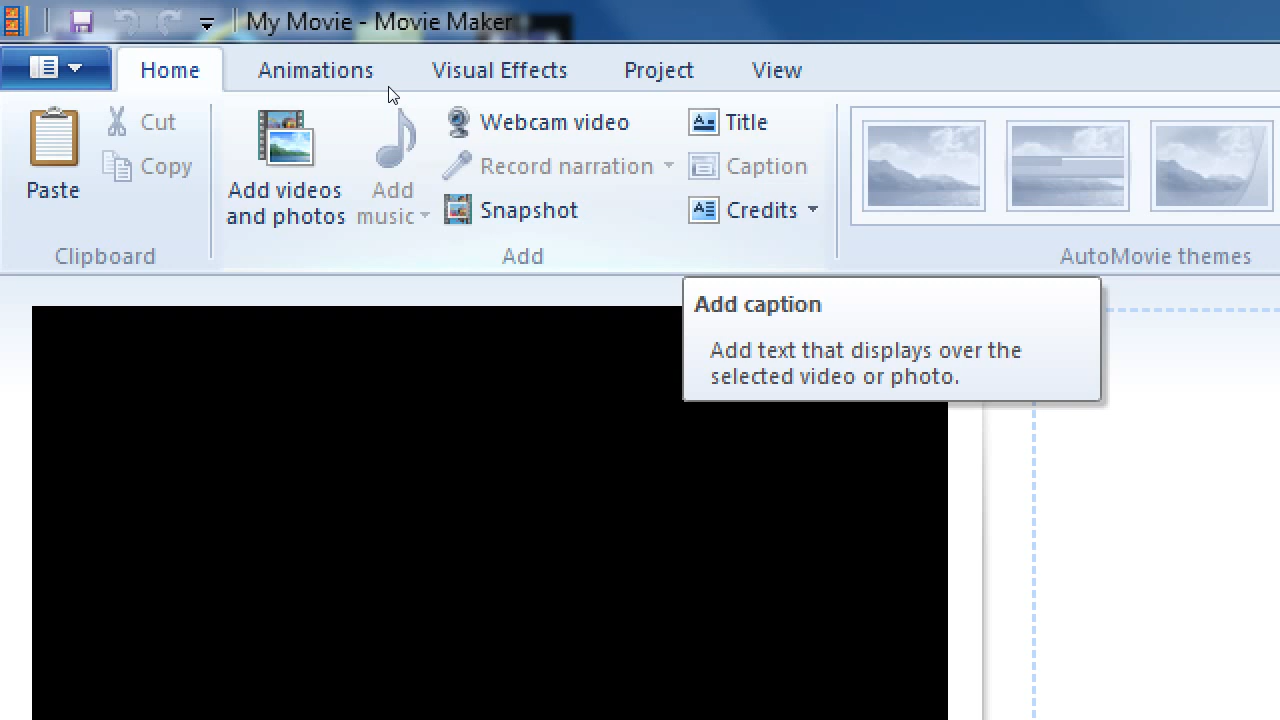 My Movie - Movie Maker
Home Animations Visual Effects Project View
Paste
Cut
Copy
Clipboard
Add videos
and photos
Add
music
Webcam video
Record narration
Snapshot
Title
Caption
Credits
Add
AutoMovie themes
Add caption
Add text that displays over the
selected video or photo.